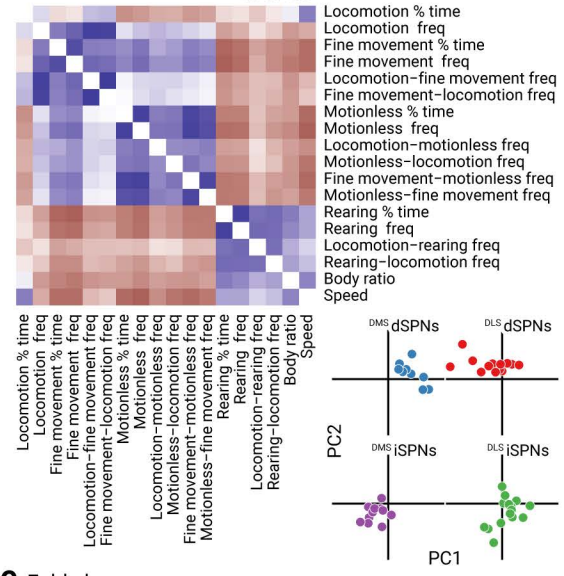 Locomotion % time
Locomotion freq
Fine movement % time
Fine movement freq
Locomotion–fine movement freq
Fine movement–locomotion freq
Motionless % time
Motionless freq
Locomotion–motionless freq
Motionless–locomotion freq
Fine movement–motionless freq
Motionless–fine movement freq
Rearing % time
Rearing freq
Locomotion–rearing freq
Rearing–locomotion freq
Body ratio
Speed
Locomotion % time
Locomotion freq
Fine movement % time
Fine movement freq
Locomotion–fine movement freq
Fine movement–locomotion freq
Motionless % time
Motionless freq
Locomotion–motionless freq
Motionless–locomotion freq
Fine movement–motionless freq
Motionless–fine movement freq
Rearing % time
Rearing freq
Locomotion–rearing freq
Rearing–locomotion freq
Body ratio
Speed
DMS dSPNs
DLS dSPNs
PC2
DMS iSPNs
DLS iSPNs
PC1